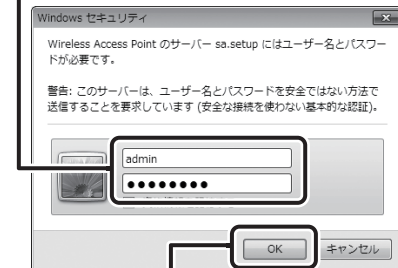 Windows セキュリティ
Wireless Access Point のサーバー sa.setup にはユーザー名とパスワー
ドが必要です。
警告: このサーバーは、ユーザー名とパスワードを安全ではない方法で
送信することを要求しています (安全な接続を使わない基本的な認証)。
admin
●●●●●●●●
OK
キャンセル